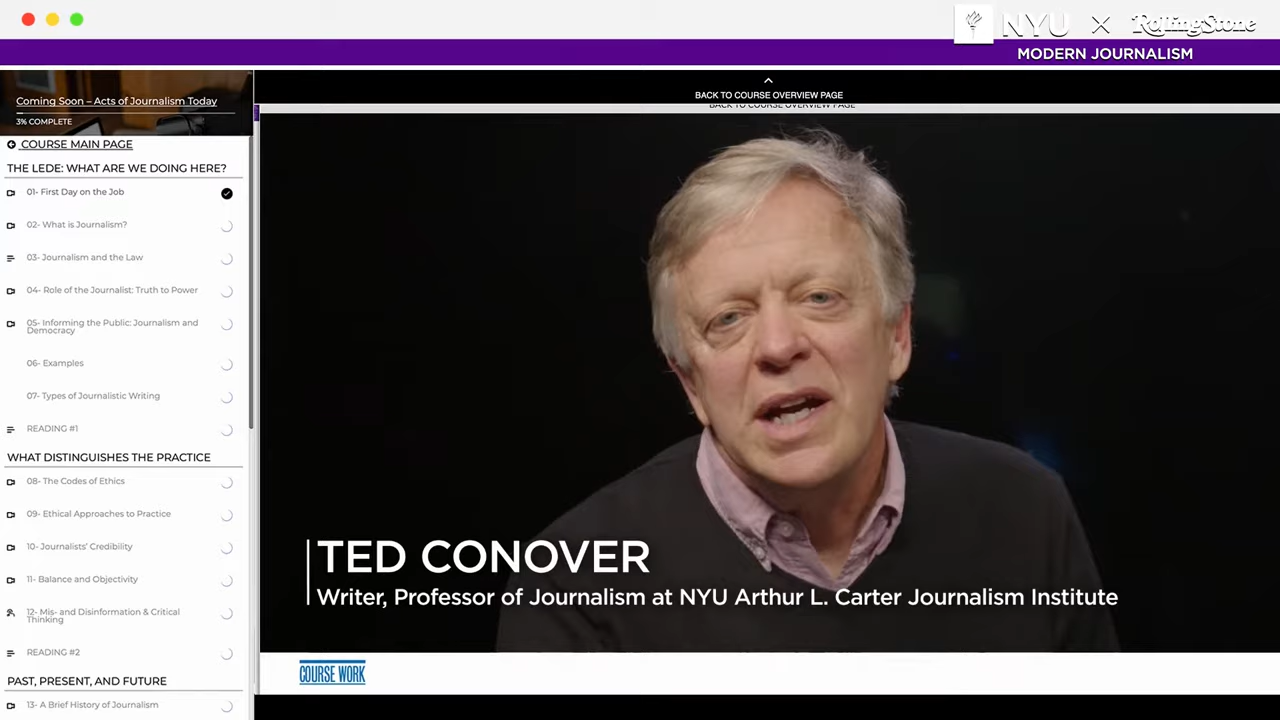 NYU × RollingStone
MODERN JOURNALISM
Coming Soon – Acts of Journalism Today
3% COMPLETE
COURSE MAIN PAGE
THE LEDE: WHAT ARE WE DOING HERE?
01- First Day on the Job
02- What is Journalism?
03- Journalism and the Law
04- Role of the Journalist: Truth to Power
05- Informing the Public: Journalism and
Democracy
06- Examples
07- Types of Journalistic Writing
READING #1
WHAT DISTINGUISHES THE PRACTICE
08- The Codes of Ethics
09- Ethical Approaches to Practice
10- Journalists' Credibility
11- Balance and Objectivity
12- Mis- and Disinformation & Critical
Thinking
READING #2
PAST, PRESENT, AND FUTURE
13- A Brief History of Journalism
BACK TO COURSE OVERVIEW PAGE
BACK TO COURSE OVERVIEW PAGE
TED CONOVER
Writer, Professor of Journalism at NYU Arthur L. Carter Journalism Institute
COURSE WORK